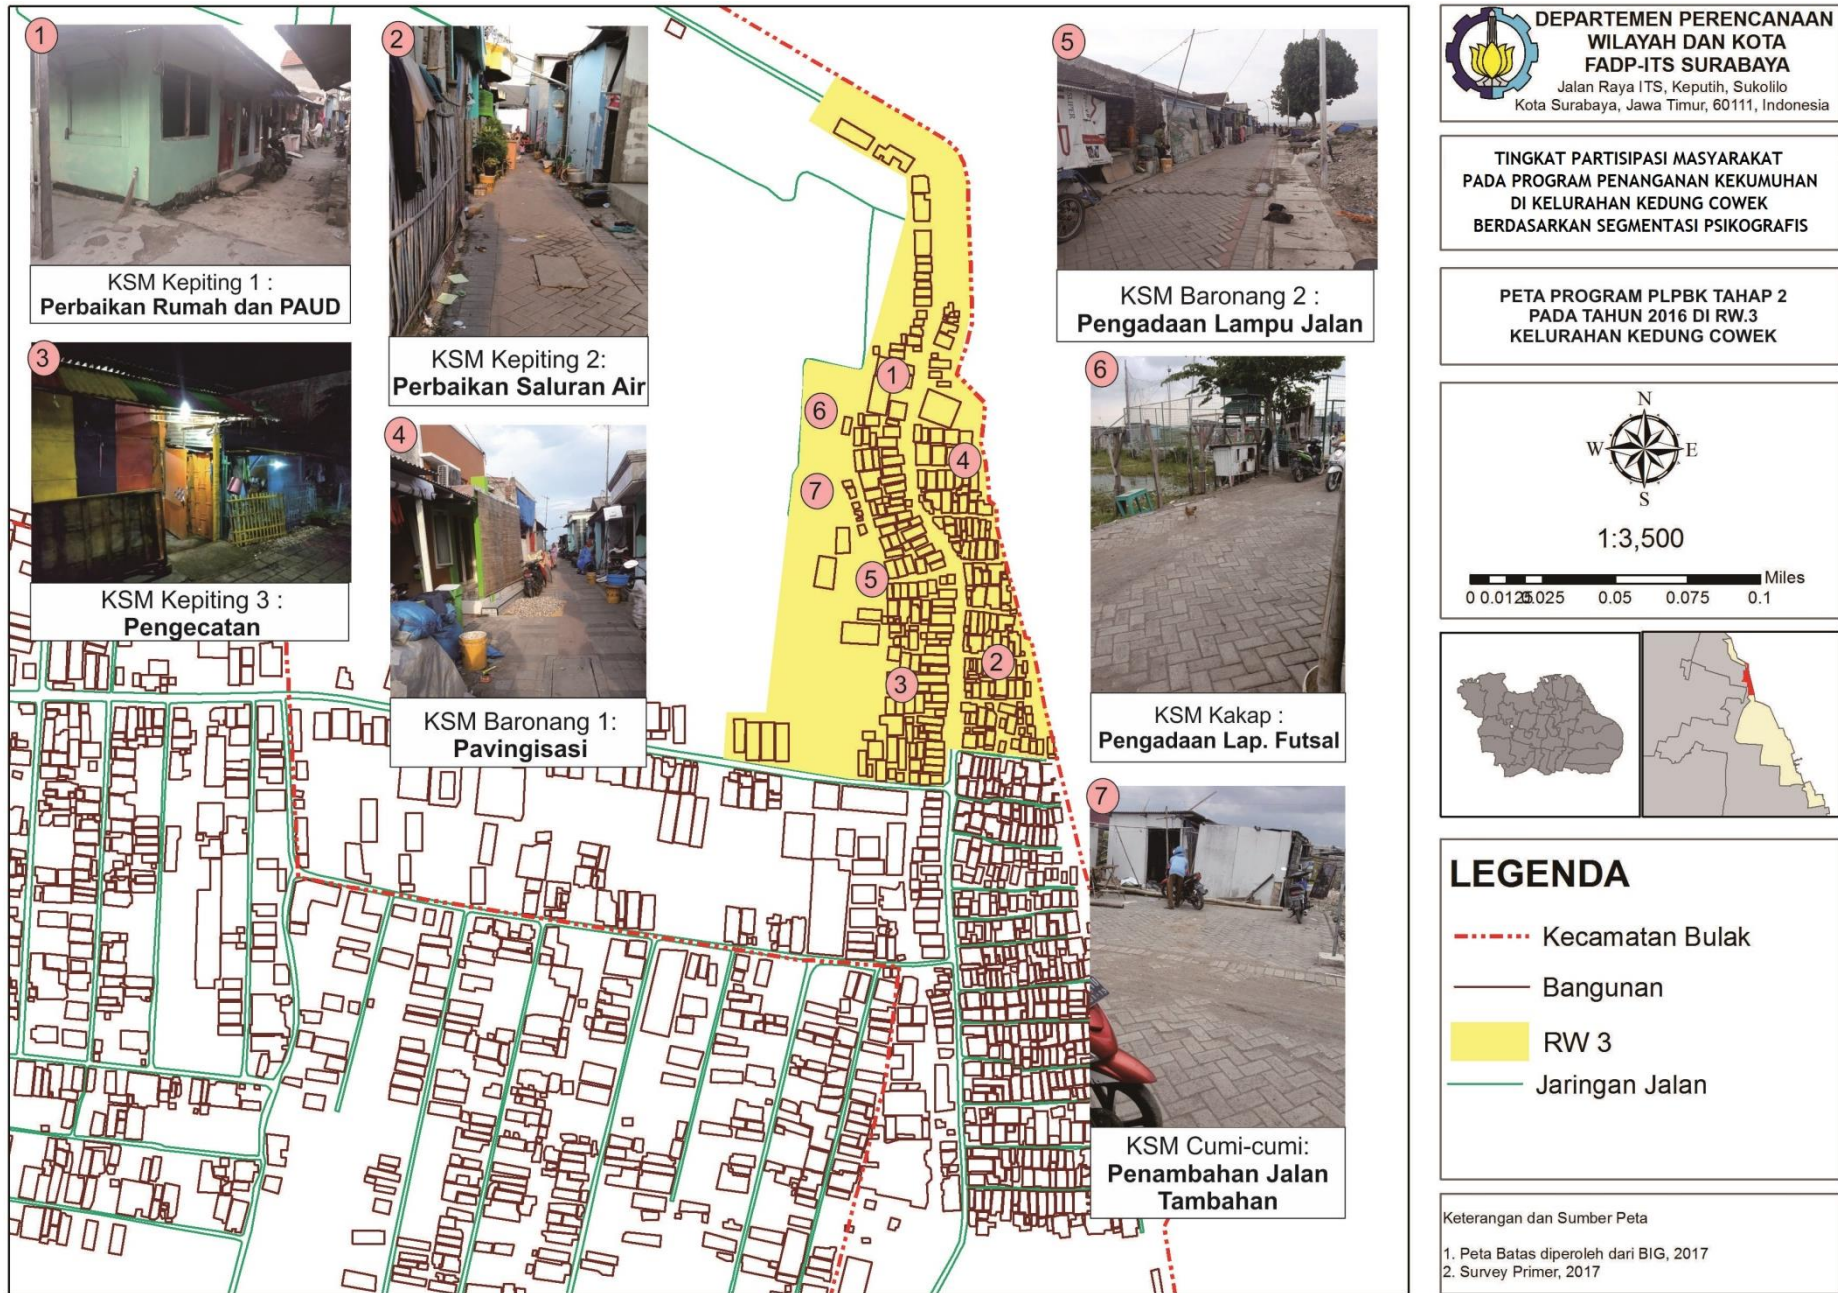 1
KSM Kepiting 1 :
Perbaikan Rumah dan PAUD
2
KSM Kepiting 2:
Perbaikan Saluran Air
3
KSM Kepiting 3 :
Pengecatan
4
KSM Baronang 1:
Pavingisasi
5
KSM Baronang 2 :
Pengadaan Lampu Jalan
6
KSM Kakap :
Pengadaan Lap. Futsal
7
KSM Cumi-cumi:
Penambahan Jalan
Tambahan
1
6
4
7
5
2
3
DEPARTEMEN PERENCANAAN
WILAYAH DAN KOTA
FADP-ITS SURABAYA
Jalan Raya ITS, Keputih, Sukolilo
Kota Surabaya, Jawa Timur, 60111, Indonesia
TINGKAT PARTISIPASI MASYARAKAT
PADA PROGRAM PENANGANAN KEKUMUHAN
DI KELURAHAN KEDUNG COWEK
BERDASARKAN SEGMENTASI PSIKOGRAFIS
PETA PROGRAM PLPBK TAHAP 2
PADA TAHUN 2016 DI RW.3
KELURAHAN KEDUNG COWEK
N
W E
S
1:3,500
Miles
0 0.0125 0.025 0.05 0.075 0.1
LEGENDA
Kecamatan Bulak
Bangunan
RW 3
Jaringan Jalan
Keterangan dan Sumber Peta
1. Peta Batas diperoleh dari BIG, 2017
2. Survey Primer, 2017